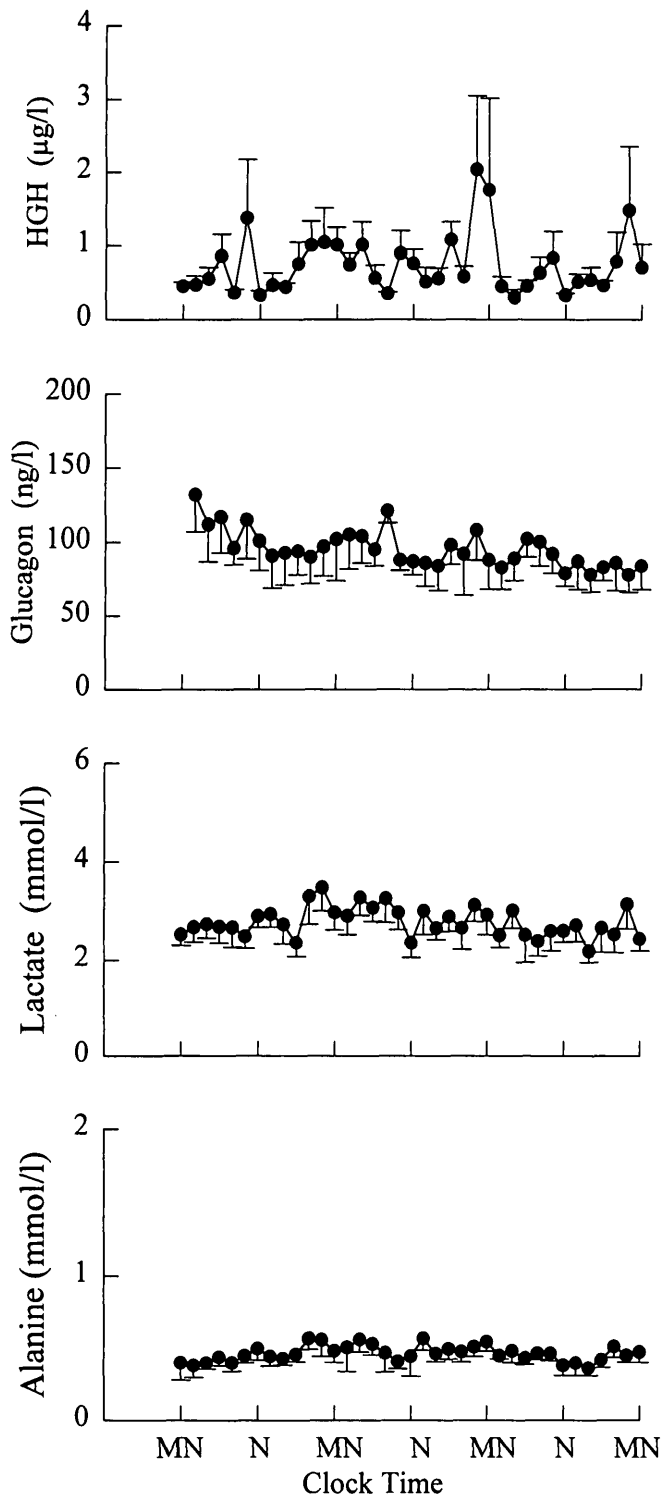 HGH (µg/l)
4
3
2
1
0
Glucagon (ng/l)
200
150
100
50
0
Lactate (mmol/l)
6
4
2
0
Alanine (mmol/l)
2
1
0
MN N MN N MN N MN
Clock Time